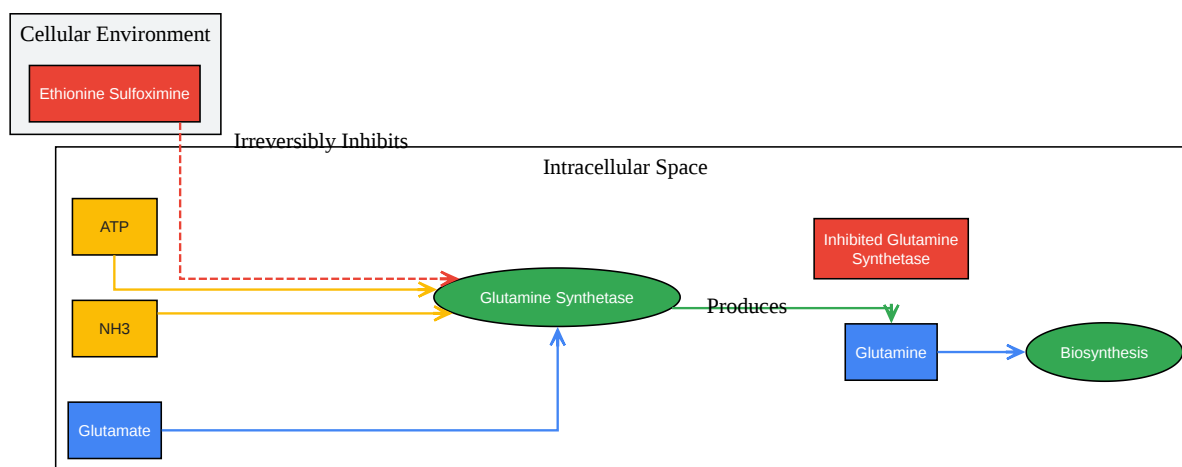 Cellular Environment
Ethionine Sulfoximine
Irreversibly Inhibits
Intracellular Space
ATP
Inhibited Glutamine
Synthetase
Glutamine Synthetase
Produces
NH3
Glutamine
Biosynthesis
Glutamate